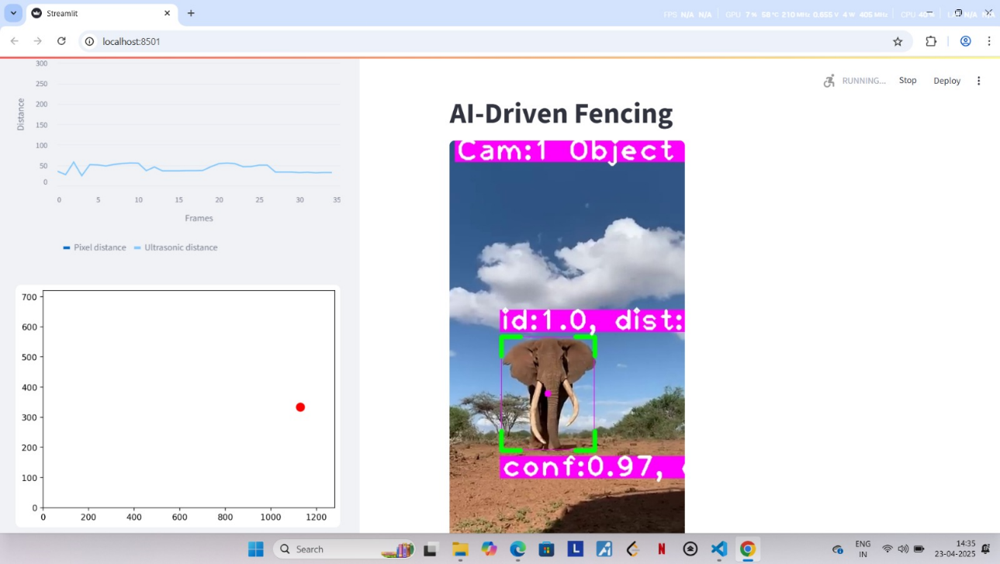 Streamlit
FPS N/A N/A GPU 7% 58°C 210 MHz 0.655 V 4 W 405 MHz CPU 40%
localhost:8501
RUNNING...
Stop
Deploy
300
250
200
150
100
50
0
Distance
0 5 10 15 20 25 30 35
Frames
Pixel distance Ultrasonic distance
700
600
500
400
300
200
100
0
0 200 400 600 800 1000 1200
AI-Driven Fencing
Cam:1 Object
id:1.0, dist:
conf:0.97,
Search
L
N
ENG
IN
14:35
23-04-2025